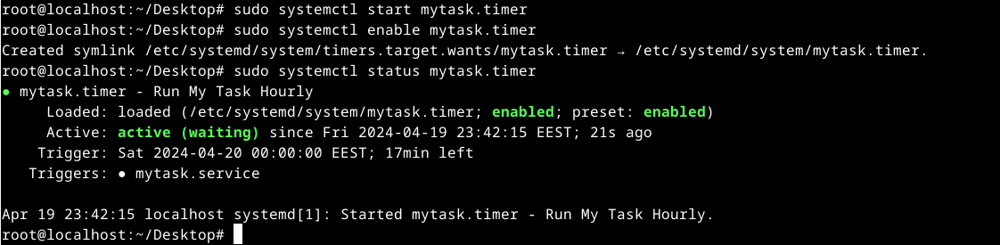 root@localhost:~/Desktop# sudo systemctl start mytask.timer
root@localhost:~/Desktop# sudo systemctl enable mytask.timer
Created symlink /etc/systemd/system/timers.target.wants/mytask.timer → /etc/systemd/system/mytask.timer.
root@localhost:~/Desktop# sudo systemctl status mytask.timer
● mytask.timer - Run My Task Hourly
     Loaded: loaded (/etc/systemd/system/mytask.timer; enabled; preset: enabled)
     Active: active (waiting) since Fri 2024-04-19 23:42:15 EEST; 21s ago
    Trigger: Sat 2024-04-20 00:00:00 EEST; 17min left
   Triggers: ● mytask.service

Apr 19 23:42:15 localhost systemd[1]: Started mytask.timer - Run My Task Hourly.
root@localhost:~/Desktop#